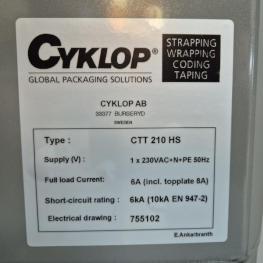 CYKLOP®
GLOBAL PACKAGING SOLUTIONS
STRAPPING
WRAPPING
CODING
TAPING
CYKLOP AB
33377 BURSERYD
SWEDEN
Type : CTT 210 HS
Supply (V) : 1 x 230VAC+N+PE 50Hz
Full load Current: 6A (incl. topplate 8A)
Short-circuit rating : 6kA (10kA EN 947-2)
Electrical drawing : 755102
E.Ankarbranth